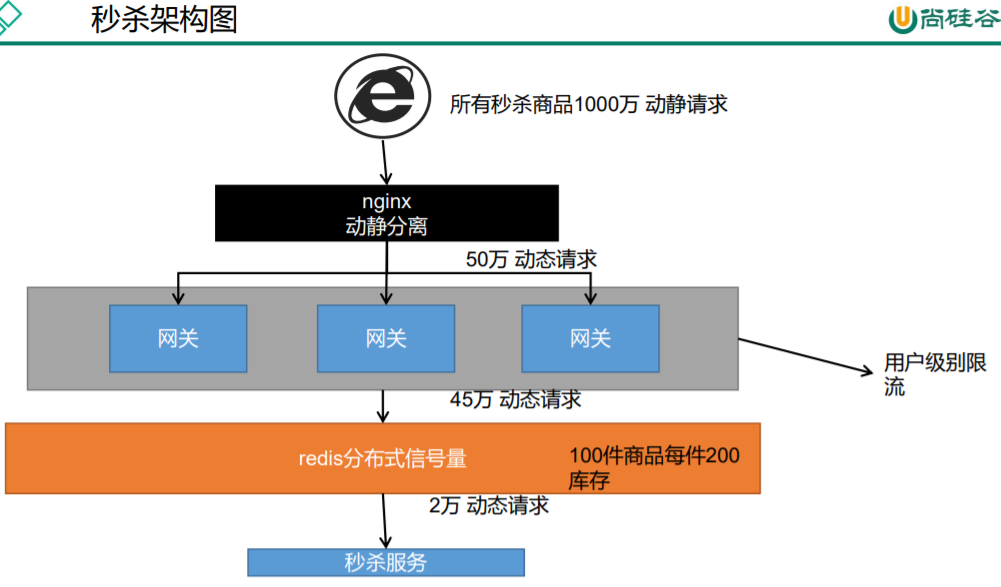 秒杀架构图
尚硅谷
所有秒杀商品1000万 动静请求
nginx
动静分离
50万 动态请求
网关
网关
网关
用户级别限
流
45万 动态请求
redis分布式信号量
100件商品每件200
库存
2万 动态请求
秒杀服务